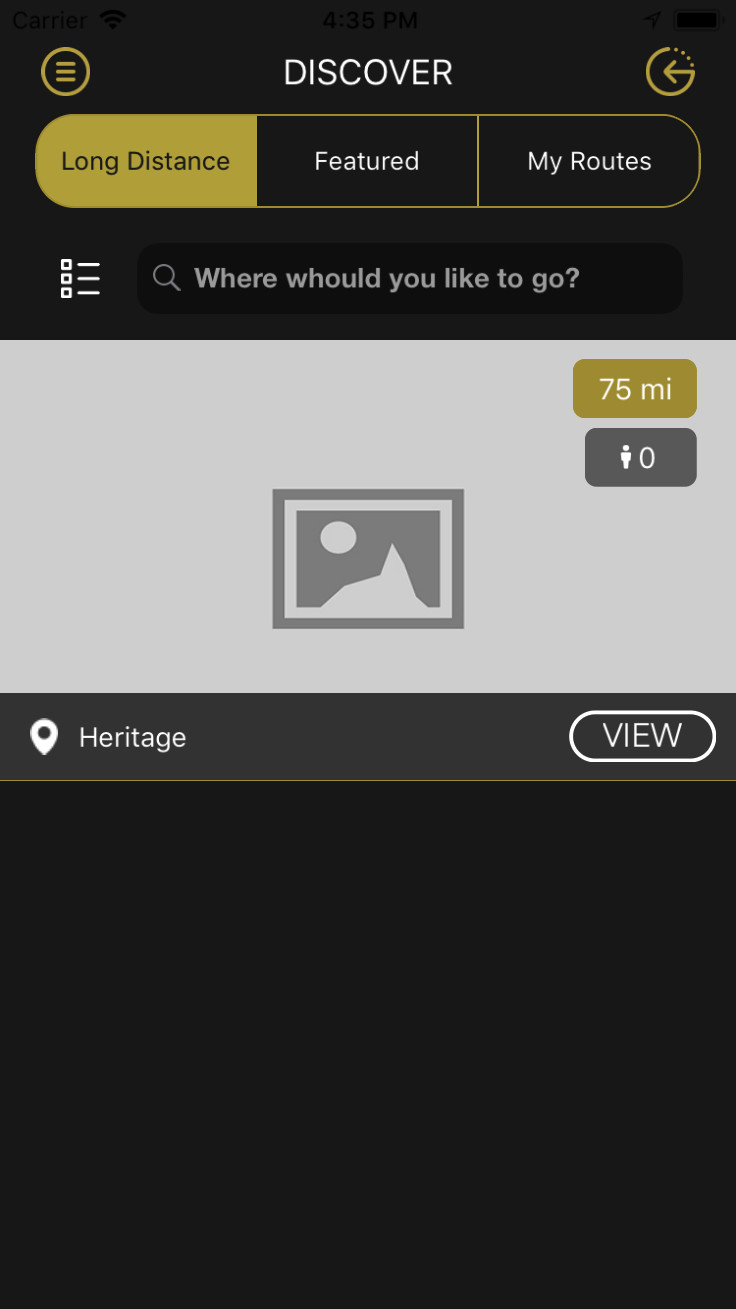 Carrier 4:35 PM
DISCOVER
Long Distance Featured My Routes
Where whould you like to go?
75 mi
0
Heritage VIEW